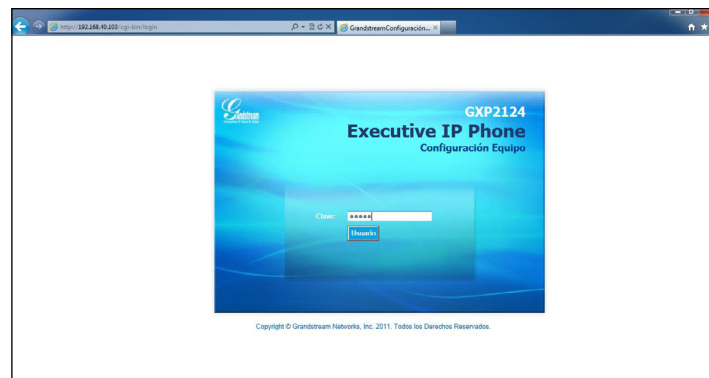 http://192.168.40.103/cgi-bin/login
GrandstreamConfiguración...
Grandstream
GXP2124
Executive IP Phone
Configuración Equipo
Clave:
Usuario
Copyright © Grandstream Networks, Inc. 2011. Todos los Derechos Reservados.